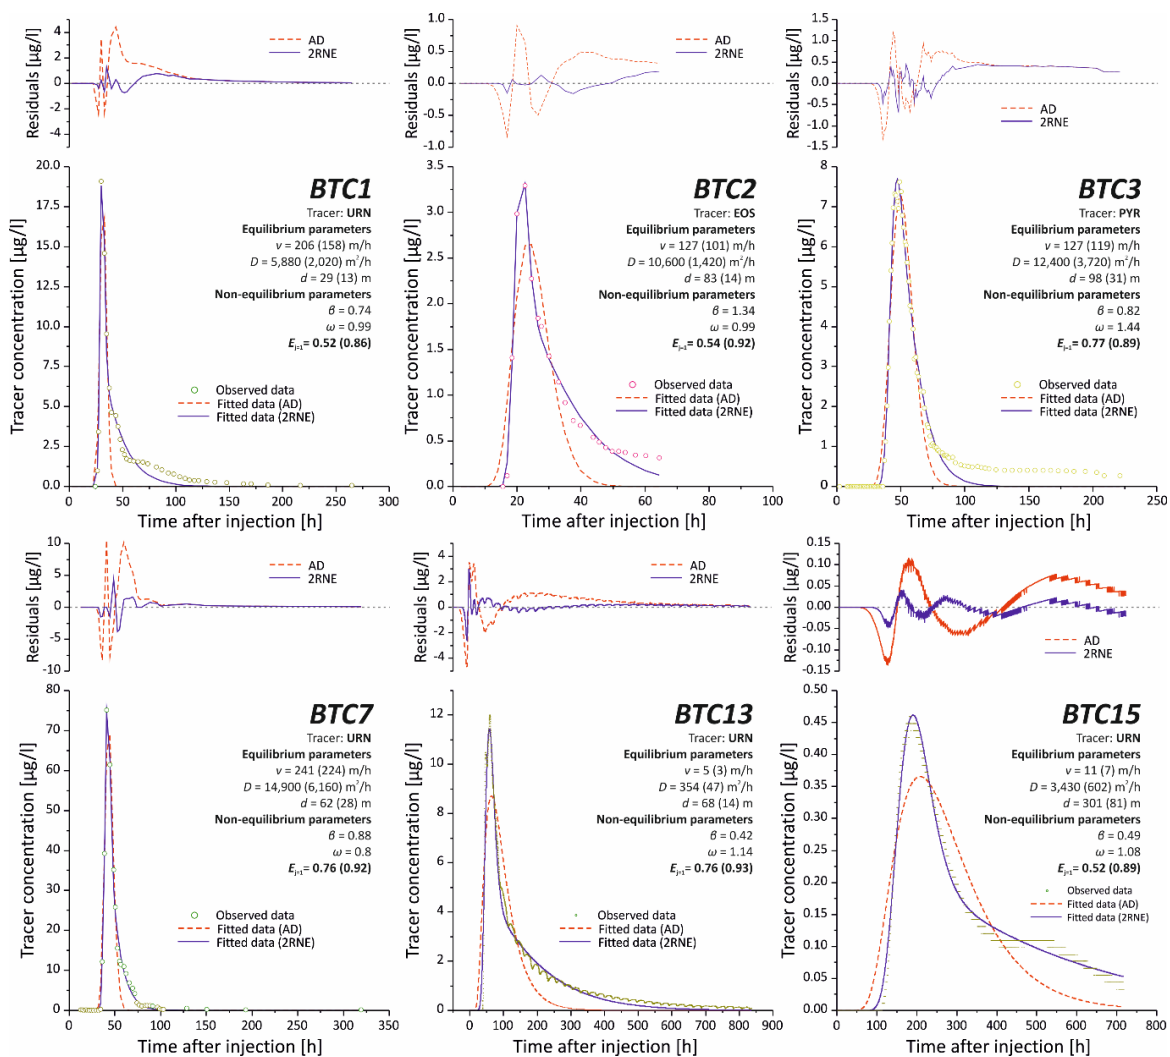 Residuals [µg/l]
4
2
0
-2
-4
AD
2RNE
Residuals [µg/l]
1.0
0.5
0.0
-0.5
-1.0
AD
2RNE
Residuals [µg/l]
1.5
1.0
0.5
0.0
-0.5
-1.0
-1.5
AD
2RNE
Tracer concentration [µg/l]
20.0
17.5
15.0
12.5
10.0
7.5
5.0
2.5
0.0
BTC1
Tracer: URN
Equilibrium parameters
v = 206 (158) m/h
D = 5,880 (2,020) m²/h
d = 29 (13) m
Non-equilibrium parameters
β = 0.74
ω = 0.99
Ej=1= 0.52 (0.86)
Observed data
Fitted data (AD)
Fitted data (2RNE)
0 50 100 150 200 250 300
Time after injection [h]
Tracer concentration [µg/l]
3.5
3.0
2.5
2.0
1.5
1.0
0.5
0.0
BTC2
Tracer: EOS
Equilibrium parameters
v = 127 (101) m/h
D = 10,600 (1,420) m²/h
d = 83 (14) m
Non-equilibrium parameters
β = 1.34
ω = 0.99
Ej=1= 0.54 (0.92)
Observed data
Fitted data (AD)
Fitted data (2RNE)
0 20 40 60 80 100
Time after injection [h]
Tracer concentration [µg/l]
8
7
6
5
4
3
2
1
0
BTC3
Tracer: PYR
Equilibrium parameters
v = 127 (119) m/h
D = 12,400 (3,720) m²/h
d = 98 (31) m
Non-equilibrium parameters
β = 0.82
ω = 1.44
Ej=1= 0.77 (0.89)
Observed data
Fitted data (AD)
Fitted data (2RNE)
0 50 100 150 200 250
Time after injection [h]
Residuals [µg/l]
10
5
0
-5
-10
AD
2RNE
Residuals [µg/l]
4
2
0
-2
-4
AD
2RNE
Residuals [µg/l]
0.15
0.10
0.05
0.00
-0.05
-0.10
-0.15
AD
2RNE
Tracer concentration [µg/l]
80
70
60
50
40
30
20
10
0
BTC7
Tracer: URN
Equilibrium parameters
v = 241 (224) m/h
D = 14,900 (6,160) m²/h
d = 62 (28) m
Non-equilibrium parameters
β = 0.88
ω = 0.8
Ej=1= 0.76 (0.92)
Observed data
Fitted data (AD)
Fitted data (2RNE)
0 50 100 150 200 250 300 350
Time after injection [h]
Tracer concentration [µg/l]
12
10
8
6
4
2
0
BTC13
Tracer: URN
Equilibrium parameters
v = 5 (3) m/h
D = 354 (47) m²/h
d = 68 (14) m
Non-equilibrium parameters
β = 0.42
ω = 1.14
Ej=1= 0.76 (0.93)
Observed data
Fitted data (AD)
Fitted data (2RNE)
0 100 200 300 400 500 600 700 800 900
Time after injection [h]
Tracer concentration [µg/l]
0.50
0.45
0.40
0.35
0.30
0.25
0.20
0.15
0.10
0.05
0.00
BTC15
Tracer: URN
Equilibrium parameters
v = 11 (7) m/h
D = 3,430 (602) m²/h
d = 301 (81) m
Non-equilibrium parameters
β = 0.49
ω = 1.08
Ej=1= 0.52 (0.89)
Observed data
Fitted data (AD)
Fitted data (2RNE)
0 100 200 300 400 500 600 700 800
Time after injection [h]